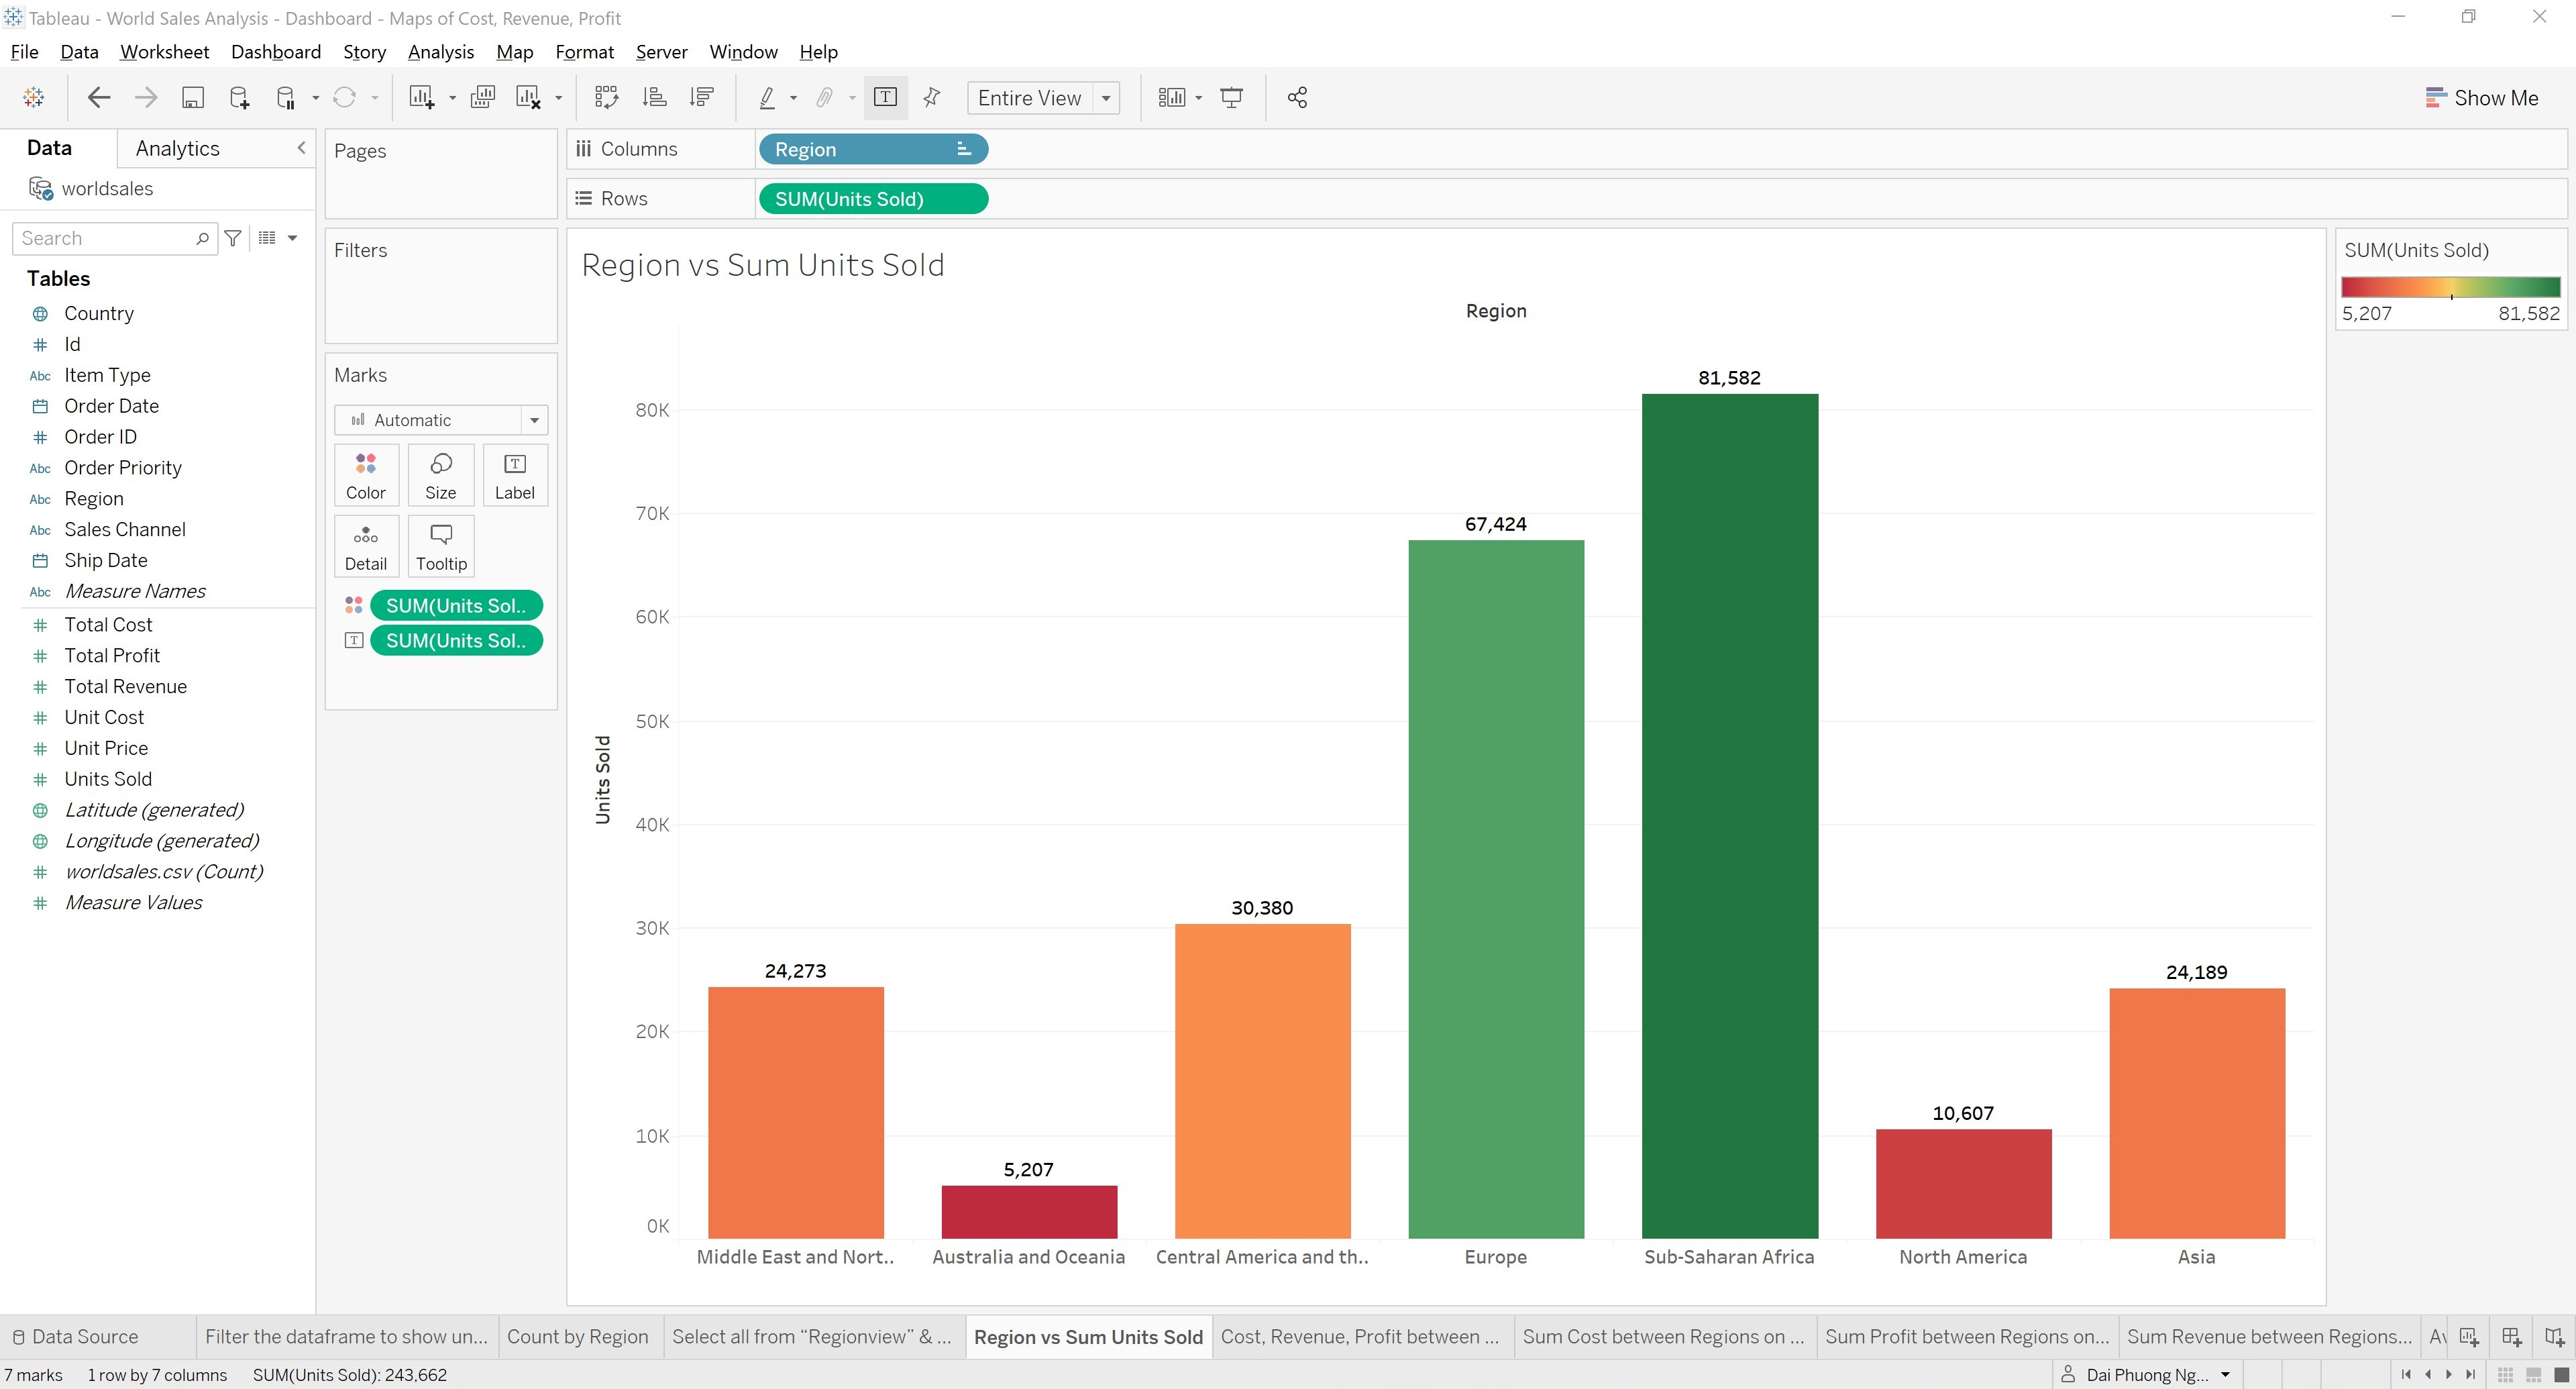 Tableau - World Sales Analysis - Dashboard - Maps of Cost, Revenue, Profit
File Data Worksheet Dashboard Story Analysis Map Format Server Window Help
Entire View
Show Me
Data Analytics
worldsales
Search
Tables
Country
Id
Abc Item Type
Order Date
Order ID
Abc Order Priority
Abc Region
Abc Sales Channel
Ship Date
Abc Measure Names
Total Cost
Total Profit
Total Revenue
Unit Cost
Unit Price
Units Sold
Latitude (generated)
Longitude (generated)
worldsales.csv (Count)
Measure Values
Pages
Filters
Marks
Automatic
Color Size Label
Detail Tooltip
SUM(Units Sol..
SUM(Units Sol..
Columns Region
Rows SUM(Units Sold)
Region vs Sum Units Sold
Region
Units Sold
80K
70K
60K
50K
40K
30K
20K
10K
0K
24,273
5,207
30,380
67,424
81,582
10,607
24,189
Middle East and Nort.. Australia and Oceania Central America and th.. Europe Sub-Saharan Africa North America Asia
SUM(Units Sold)
5,207 81,582
Data Source Filter the dataframe to show un... Count by Region Select all from “Regionview” & ... Region vs Sum Units Sold Cost, Revenue, Profit between ... Sum Cost between Regions on ... Sum Profit between Regions on... Sum Revenue between Regions...
7 marks 1 row by 7 columns SUM(Units Sold): 243,662 Dai Phuong Ng...